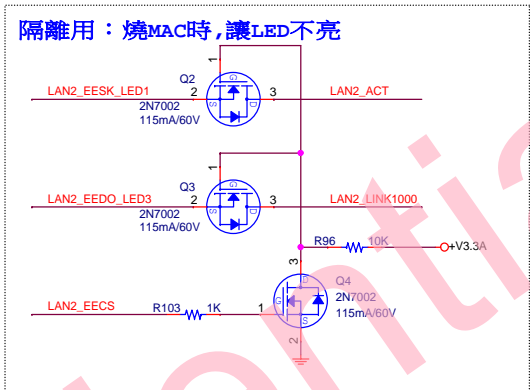 隔離用：燒MAC時,讓LED不亮
1
Q2
G
LAN2_EESK_LED1
2
S
D
3
LAN2_ACT
2N7002
115mA/60V
1
Q3
G
LAN2_EEDO_LED3
2
S
D
3
LAN2_LINK1000
2N7002
115mA/60V
R96
10K
+V3.3A
3
D
Q4
LAN2_EECS
R103
1K
1
G
2N7002
115mA/60V
S
2
enti